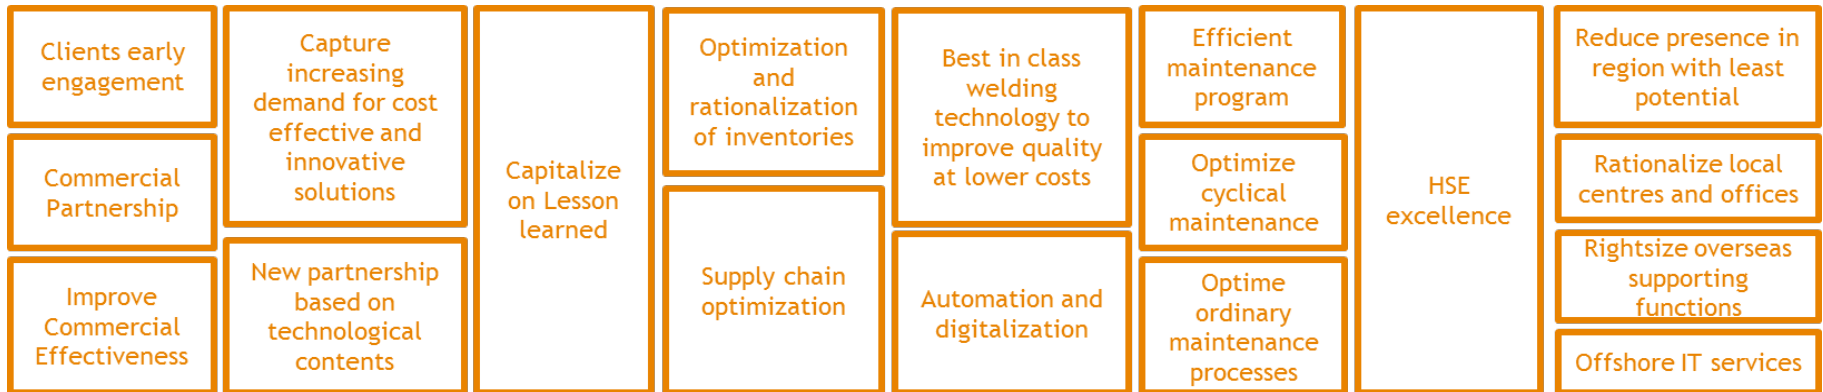 Clients early
engagement
Commercial
Partnership
Improve
Commercial
Effectiveness
Capture
increasing
demand for cost
effective and
innovative
solutions
New partnership
based on
technological
contents
Capitalize
on Lesson
learned
Optimization
and
rationalization
of inventories
Supply chain
optimization
Best in class
welding
technology to
improve quality
at lower costs
Automation and
digitalization
Efficient
maintenance
program
Optimize
cyclical
maintenance
Optime
ordinary
maintenance
processes
HSE
excellence
Reduce presence in
region with least
potential
Rationalize local
centres and offices
Rightsize overseas
supporting
functions
Offshore IT services